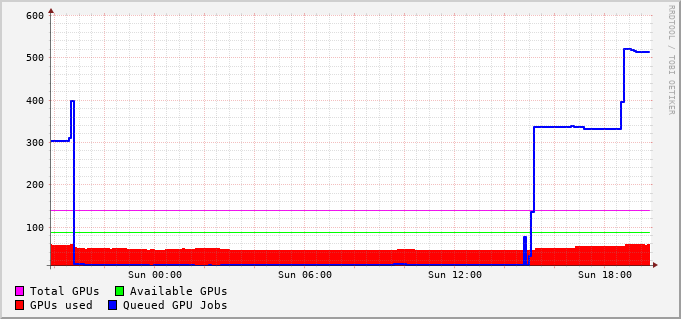 600
500
400
300
200
100
Sun 00:00 Sun 06:00 Sun 12:00 Sun 18:00
Total GPUs Available GPUs
GPUs used Queued GPU Jobs
RRDTOOL / TOBI OETIKER